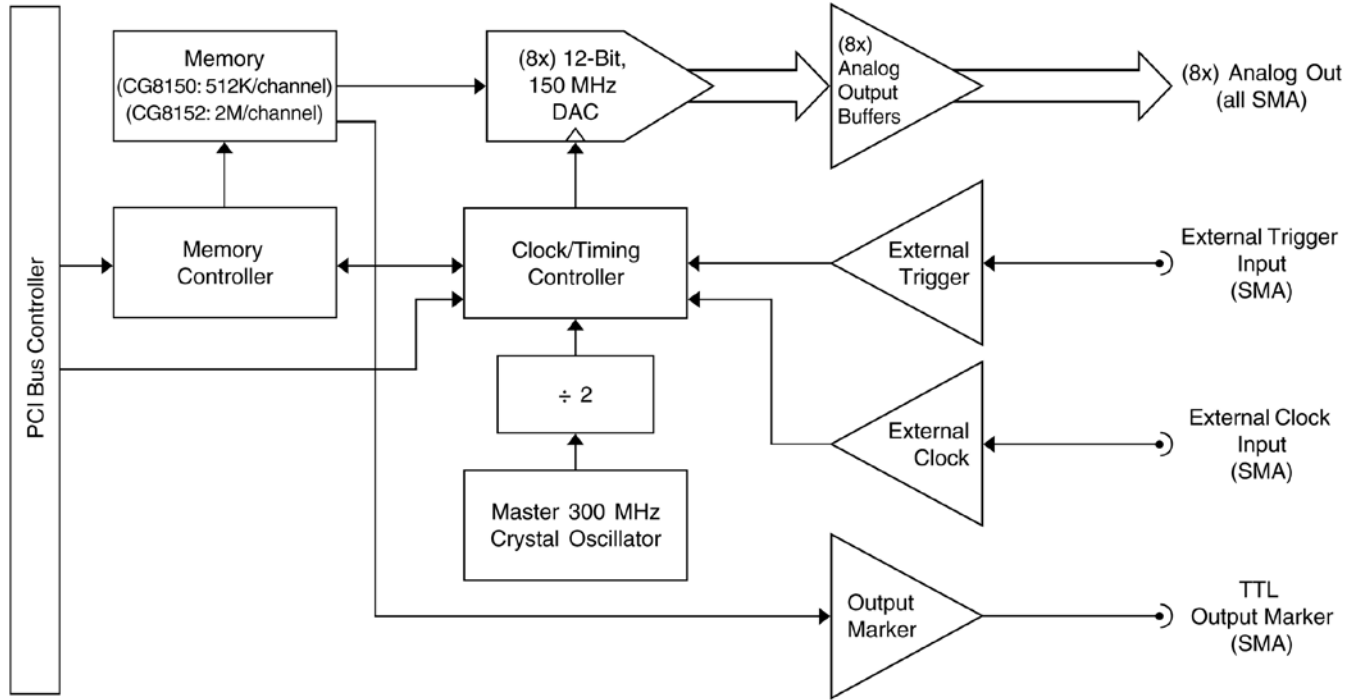 PCI Bus Controller
Memory
(CG8150: 512K/channel)
(CG8152: 2M/channel)
(8x) 12-Bit,
150 MHz
DAC
(8x)
Analog
Output
Buffers
(8x) Analog Out
(all SMA)
Memory
Controller
Clock/Timing
Controller
External
Trigger
External Trigger
Input
(SMA)
÷ 2
External
Clock
External Clock
Input
(SMA)
Master 300 MHz
Crystal Oscillator
Output
Marker
TTL
Output Marker
(SMA)